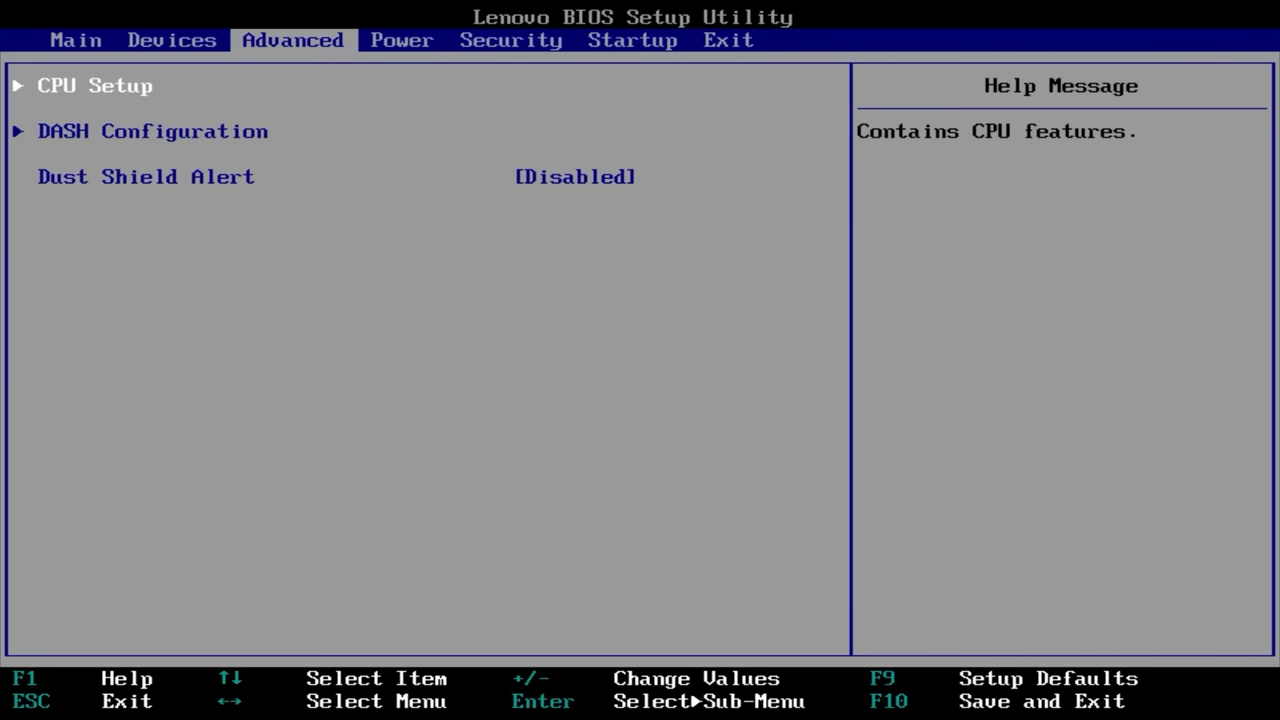 Lenovo BIOS Setup Utility
Main Devices Advanced Power Security Startup Exit
CPU Setup
DASH Configuration
Dust Shield Alert [Disabled]
Help Message
Contains CPU features.
F1 Help ↑↓ Select Item +/- Change Values F9 Setup Defaults
ESC Exit ←→ Select Menu Enter Select▶Sub-Menu F10 Save and Exit